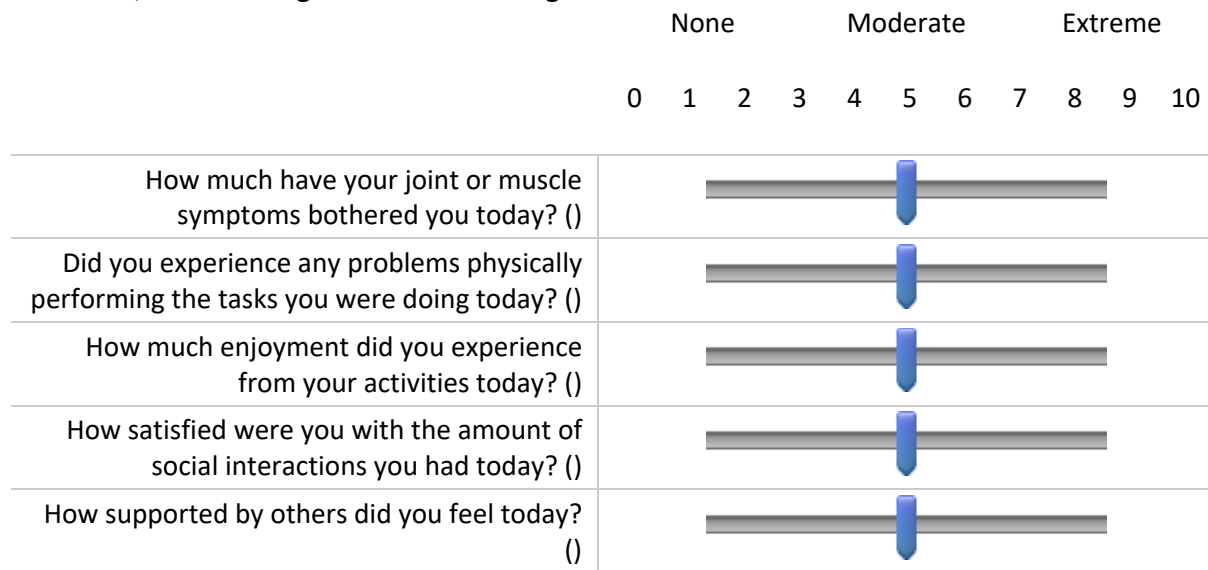 None Moderate Extreme
0 1 2 3 4 5 6 7 8 9 10
How much have your joint or muscle
symptoms bothered you today? ()
Did you experience any problems physically
performing the tasks you were doing today? ()
How much enjoyment did you experience
from your activities today? ()
How satisfied were you with the amount of
social interactions you had today? ()
How supported by others did you feel today?
()